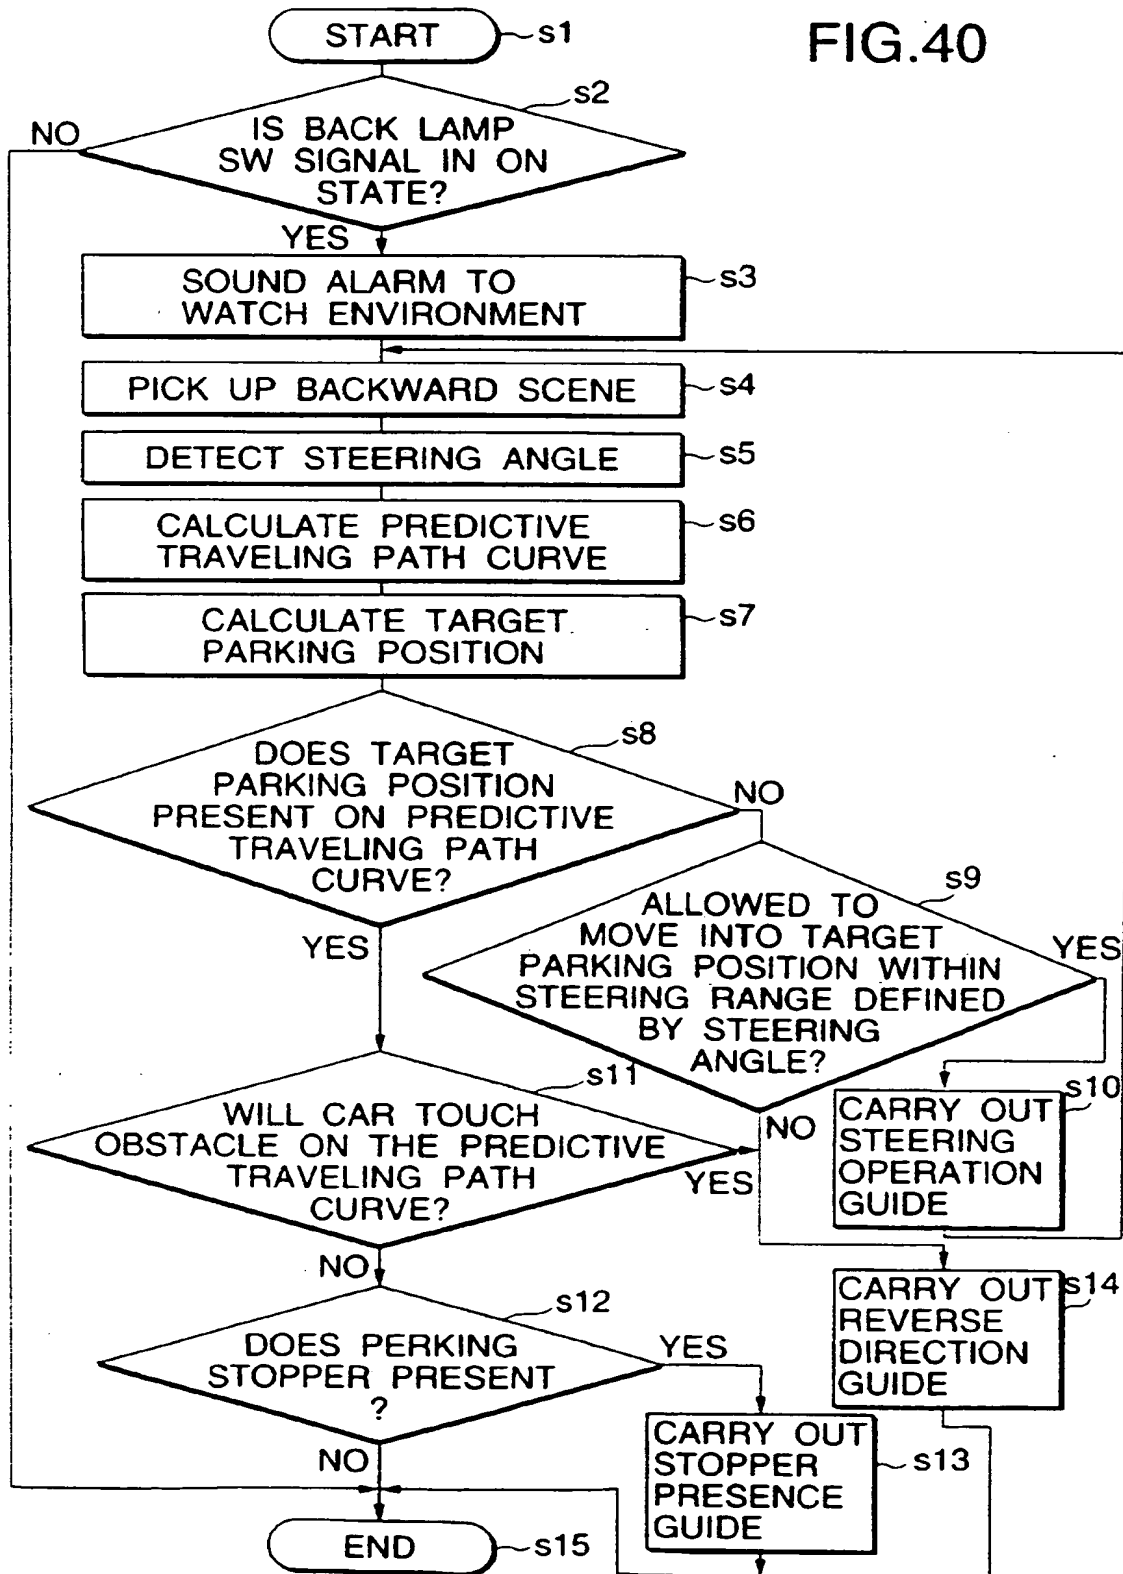 FIG.40
START
s1
s2
NO
IS BACK LAMP
SW SIGNAL IN ON
STATE?
YES
SOUND ALARM TO
WATCH ENVIRONMENT
s3
PICK UP BACKWARD SCENE
s4
DETECT STEERING ANGLE
s5
CALCULATE PREDICTIVE
TRAVELING PATH CURVE
s6
CALCULATE TARGET
PARKING POSITION
s7
s8
DOES TARGET
PARKING POSITION
PRESENT ON PREDICTIVE
TRAVELING PATH
CURVE?
NO
YES
s9
ALLOWED TO
MOVE INTO TARGET
PARKING POSITION WITHIN
STEERING RANGE DEFINED
BY STEERING
ANGLE?
YES
NO
s10
CARRY OUT
STEERING
OPERATION
GUIDE
s11
WILL CAR TOUCH
OBSTACLE ON THE PREDICTIVE
TRAVELING PATH
CURVE?
YES
NO
s12
DOES PERKING
STOPPER PRESENT
?
YES
NO
s14
CARRY OUT
REVERSE
DIRECTION
GUIDE
CARRY OUT
STOPPER
PRESENCE
GUIDE
s13
END
s15